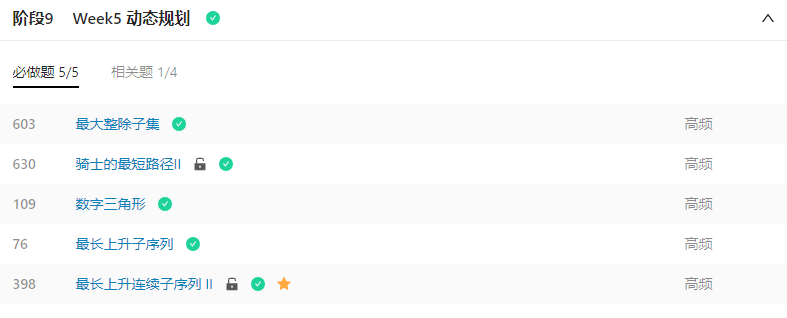 阶段9 Week5 动态规划
必做题 5/5 相关题 1/4
603 最大整除子集 高频
630 骑士的最短路径II 高频
109 数字三角形 高频
76 最长上升子序列 高频
398 最长上升连续子序列 II 高频